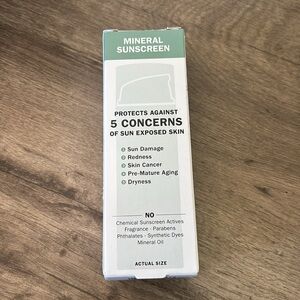 MINERAL
SUNSCREEN
PROTECTS AGAINST
5 CONCERNS
OF SUN EXPOSED SKIN
Sun Damage
Redness
Skin Cancer
Pre-Mature Aging
Dryness
NO
Chemical Sunscreen Actives
Fragrance - Parabens
Phthalates - Synthetic Dyes
Mineral Oil
ACTUAL SIZE